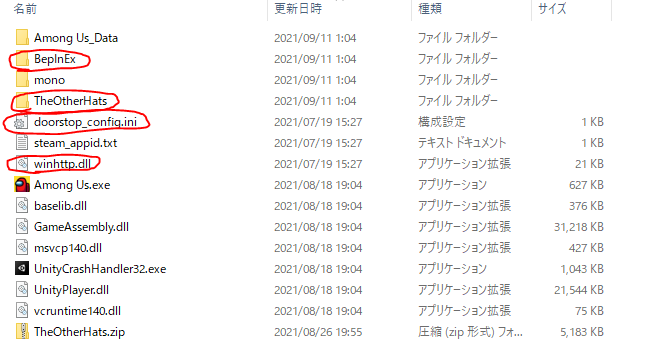 名前 更新日時 種類 サイズ
Among Us_Data 2021/09/11 1:04 ファイル フォルダー
BepInEx 2021/09/11 1:04 ファイル フォルダー
mono 2021/09/11 1:04 ファイル フォルダー
TheOtherHats 2021/09/11 1:04 ファイル フォルダー
doorstop_config.ini 2021/07/19 15:27 構成設定 1 KB
steam_appid.txt 2021/07/19 15:27 テキスト ドキュメント 1 KB
winhttp.dll 2021/07/19 15:27 アプリケーション拡張 21 KB
Among Us.exe 2021/08/18 19:04 アプリケーション 627 KB
baselib.dll 2021/08/18 19:04 アプリケーション拡張 376 KB
GameAssembly.dll 2021/08/18 19:04 アプリケーション拡張 31,218 KB
msvcp140.dll 2021/08/18 19:04 アプリケーション拡張 427 KB
UnityCrashHandler32.exe 2021/08/18 19:04 アプリケーション 1,043 KB
UnityPlayer.dll 2021/08/18 19:04 アプリケーション拡張 21,544 KB
vcruntime140.dll 2021/08/18 19:04 アプリケーション拡張 75 KB
TheOtherHats.zip 2021/08/26 19:55 圧縮 (zip 形式) フォ... 5,183 KB